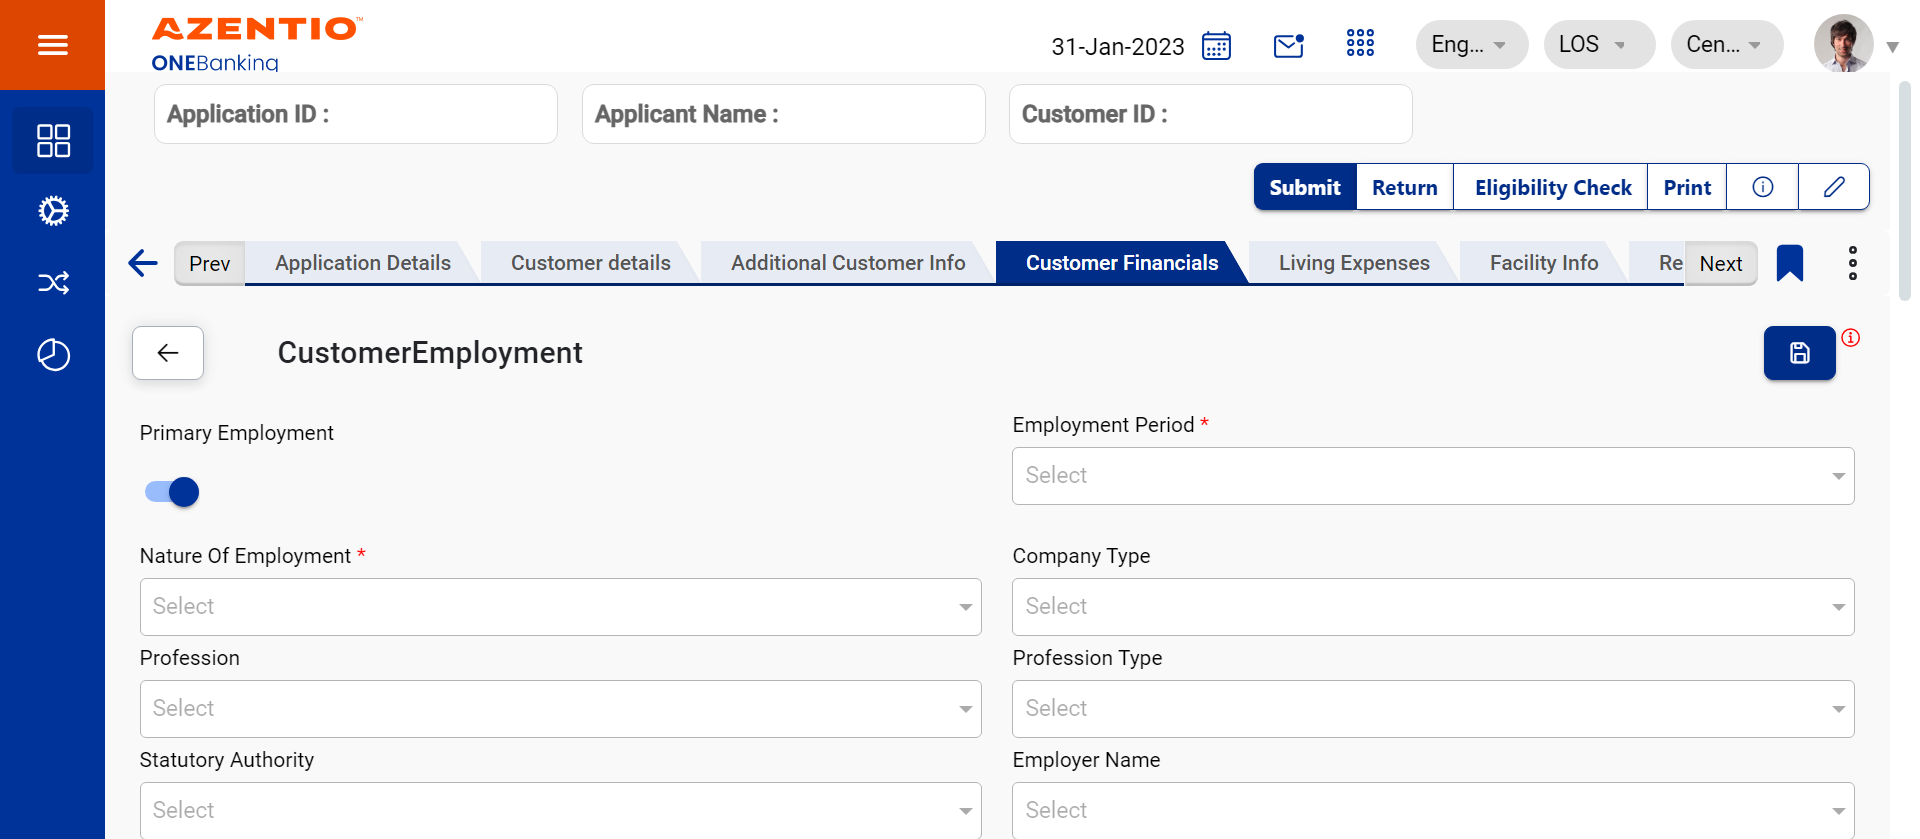 AZENTIO™
ONEBanking
31-Jan-2023
Eng...
LOS
Cen...
Application ID :
Applicant Name :
Customer ID :
Submit
Return
Eligibility Check
Print
Prev
Application Details
Customer details
Additional Customer Info
Customer Financials
Living Expenses
Facility Info
Re
Next
CustomerEmployment
Primary Employment
Employment Period *
Select
Nature Of Employment *
Company Type
Select
Select
Profession
Profession Type
Select
Select
Statutory Authority
Employer Name
Select
Select